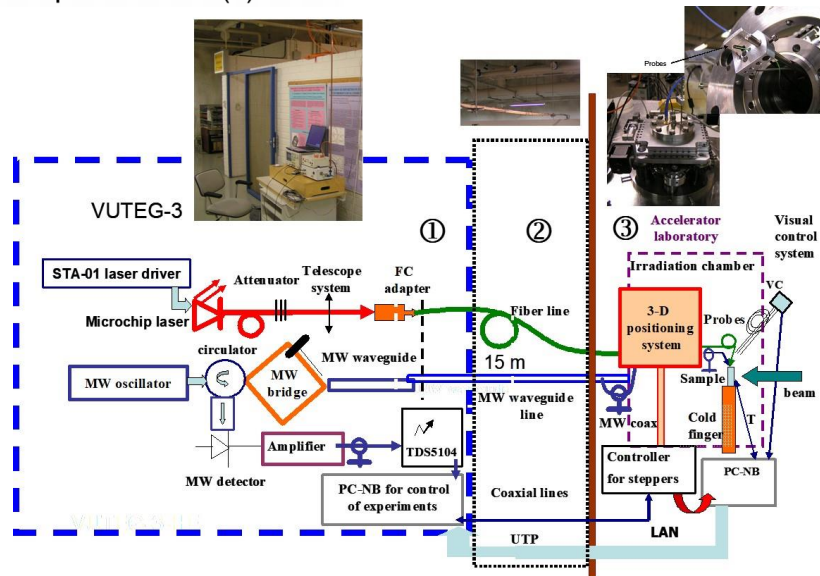 Probes
VUTEG-3
①
②
③
Accelerator
laboratory
Visual
control
system
STA-01 laser driver
Attenuator
Telescope
system
FC
adapter
Irradiation chamber
VC
Microchip laser
Fiber line
3-D
positioning
system
Probes
circulator
MW waveguide
15 m
MW oscillator
MW
bridge
MW waveguide
line
Sample
beam
MW coax
Cold
finger
T
Amplifier
TDS5104
MW detector
Controller
for steppers
PC-NB
PC-NB for control
of experiments
Coaxial lines
LAN
UTP